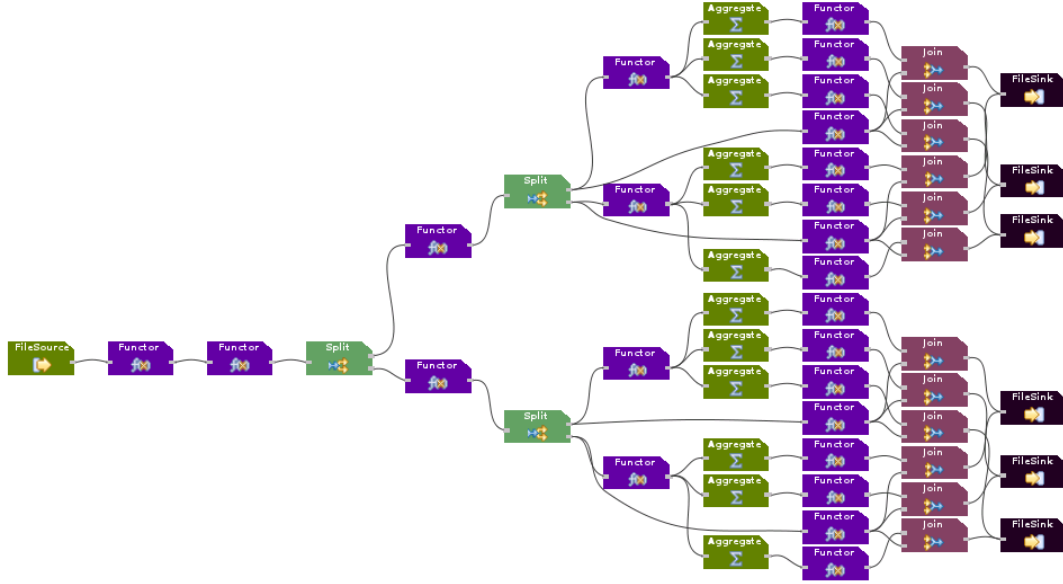 Aggregate
Functor
Aggregate
Functor
Join
Functor
Aggregate
Functor
Join
FileSink
Functor
Join
Aggregate
Functor
Join
FileSink
Split
Functor
Aggregate
Functor
Join
Functor
Functor
Join
FileSink
Aggregate
Functor
Aggregate
Functor
FileSource
Functor
Functor
Split
Functor
Aggregate
Functor
Join
Functor
Aggregate
Functor
Join
FileSink
Split
Functor
Join
Functor
Aggregate
Functor
Join
FileSink
Aggregate
Functor
Join
Functor
Join
FileSink
Aggregate
Functor